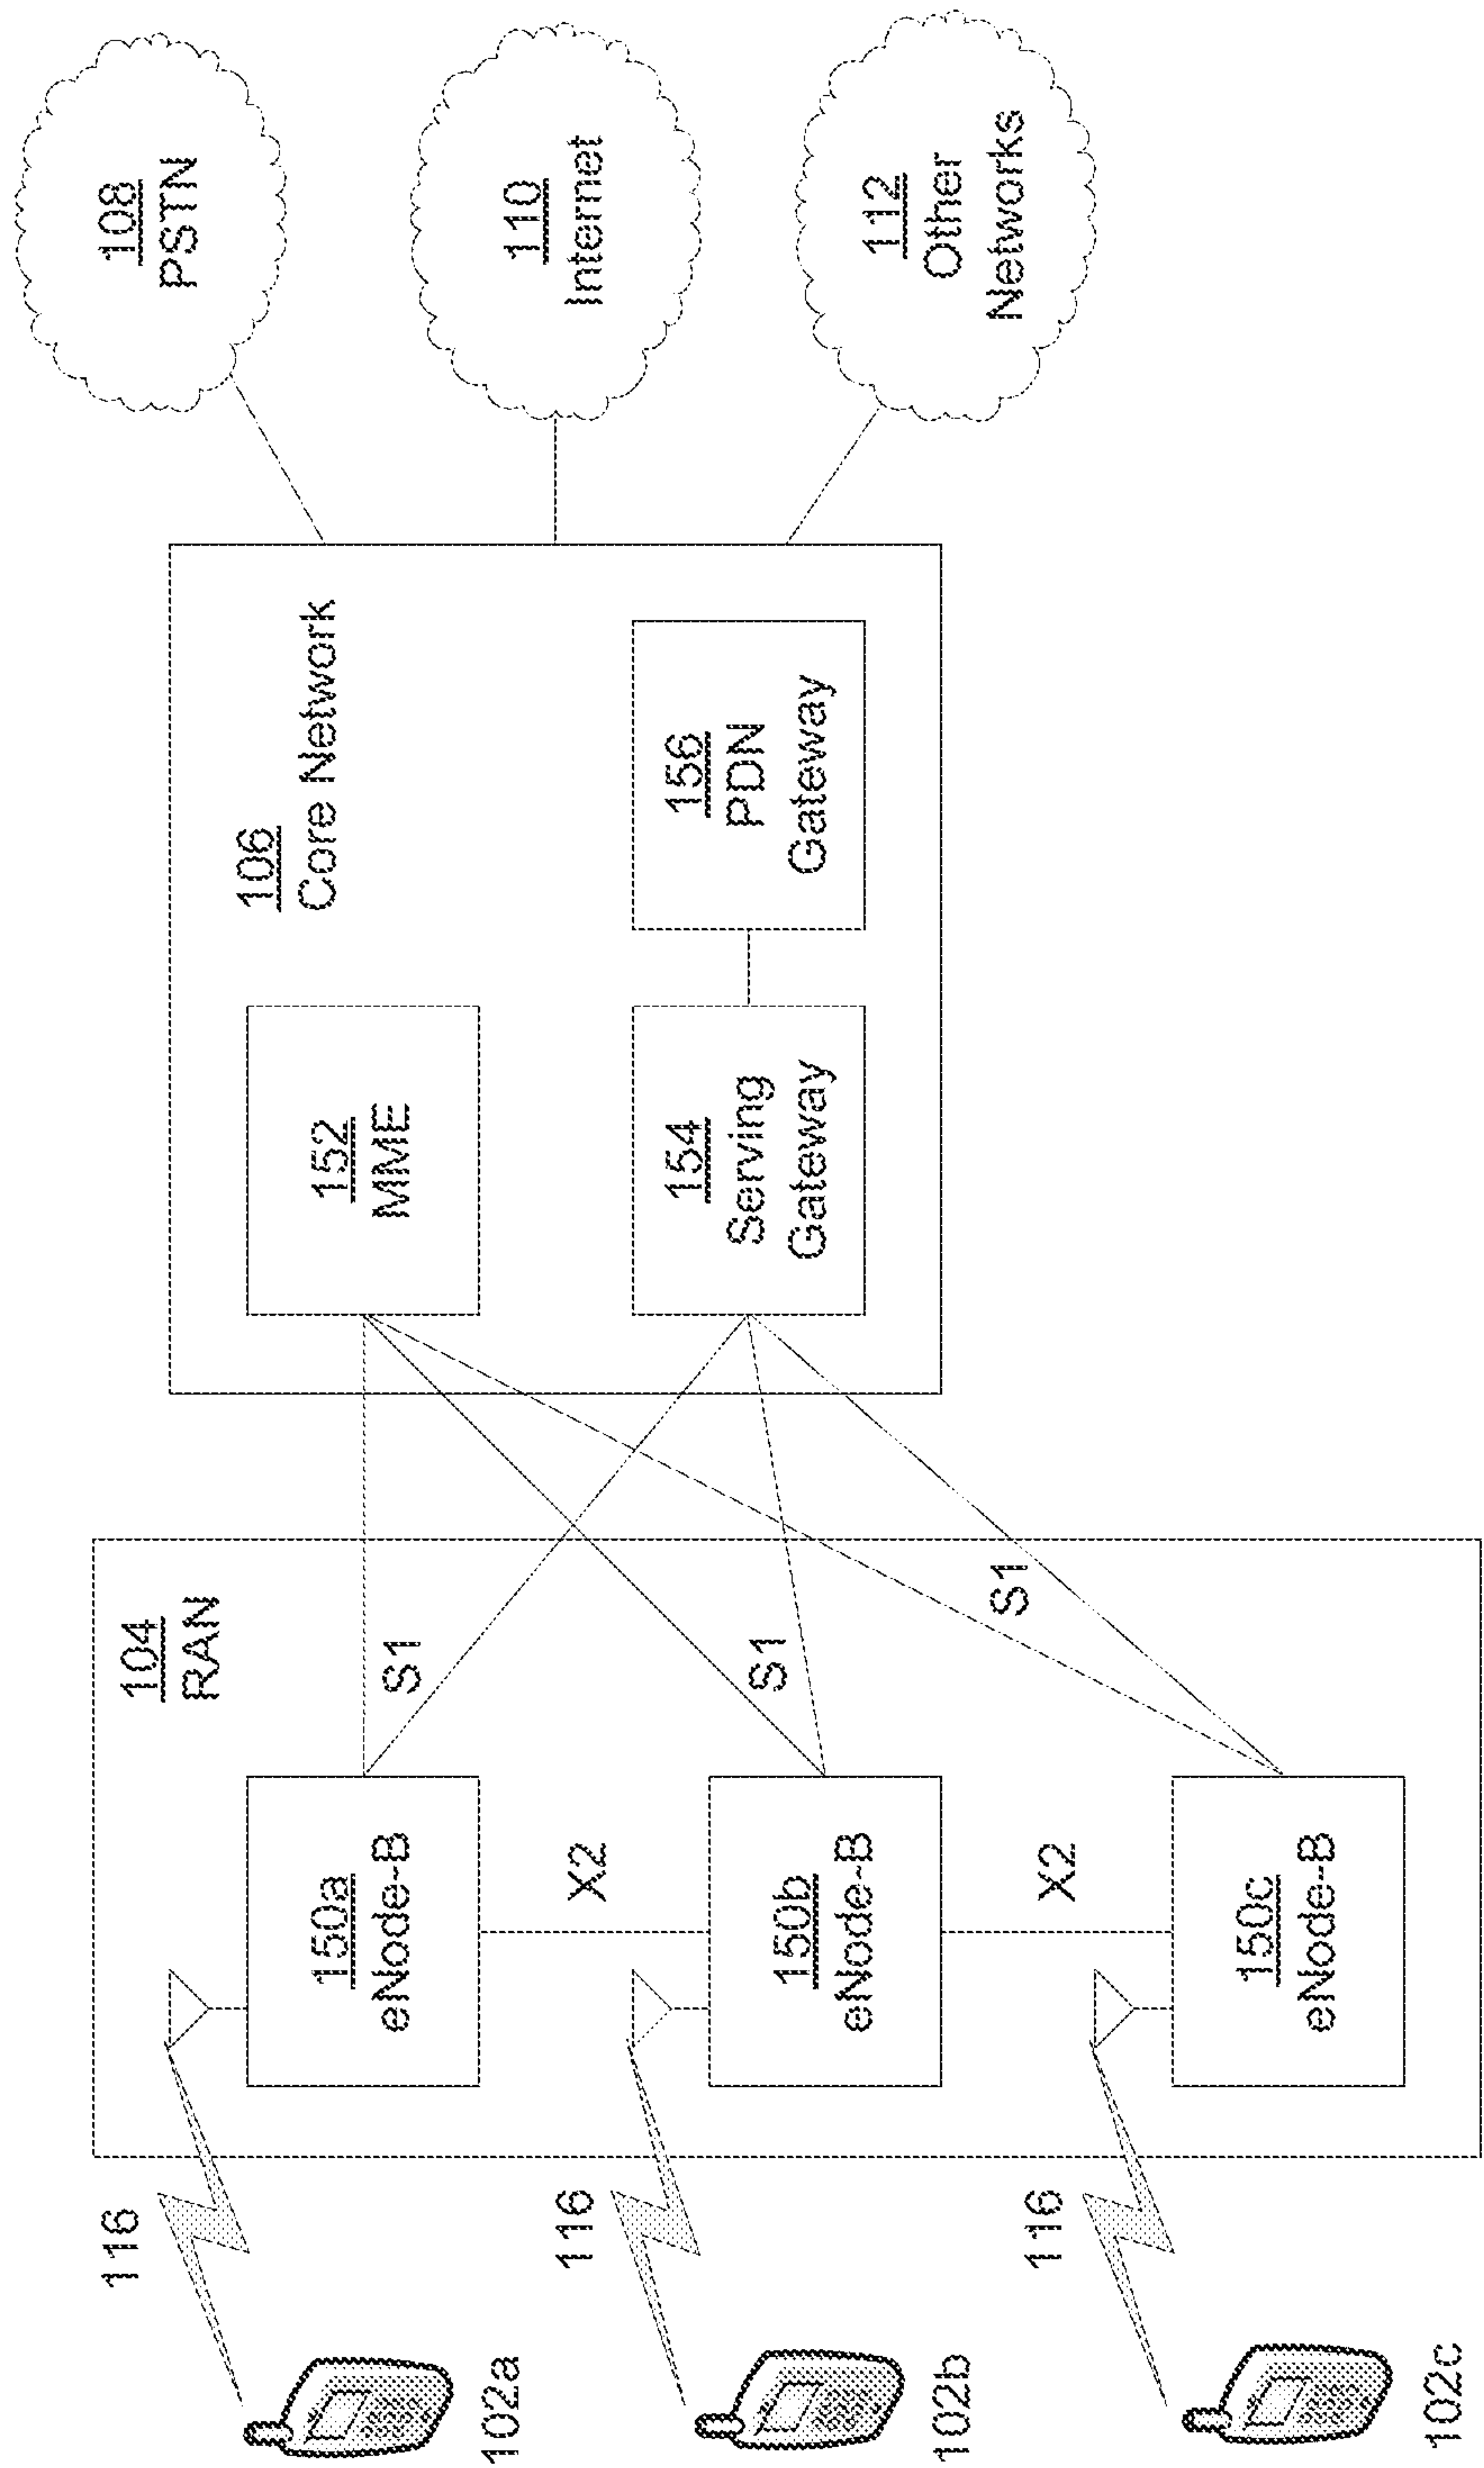 116
102a
116
102b
116
102c
104
RAN
150a
eNode-B
X2
150b
eNode-B
X2
150c
eNode-B
S1
S1
S1
106
Core Network
152
MME
154
Serving
Gateway
156
PDN
Gateway
108
PSTN
110
Internet
112
Other
Networks